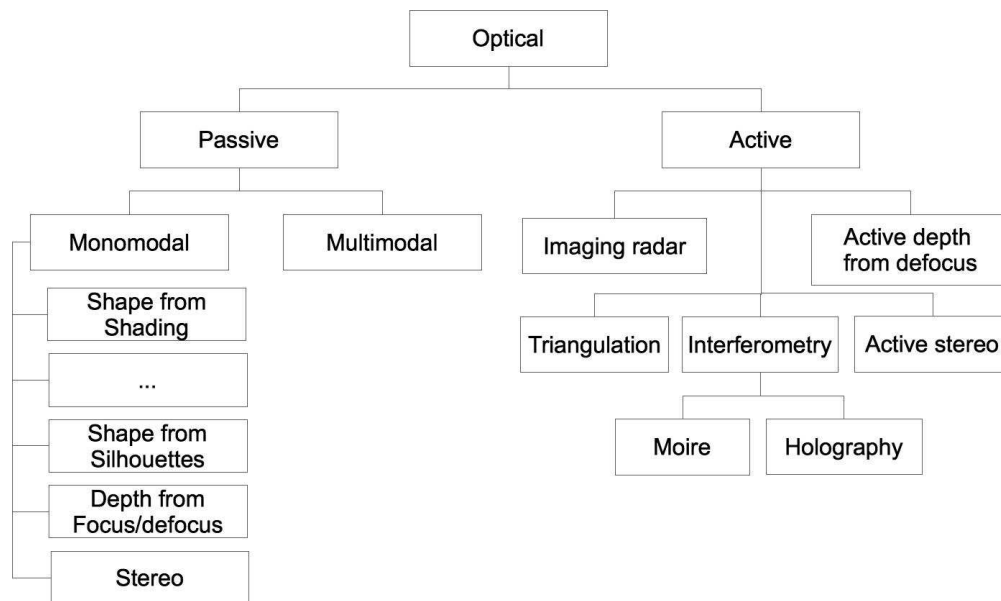 Optical
Passive
Active
Monomodal
Multimodal
Imaging radar
Active depth
from defocus
Shape from
Shading
Triangulation
Interferometry
Active stereo
...
Shape from
Silhouettes
Moire
Holography
Depth from
Focus/defocus
Stereo